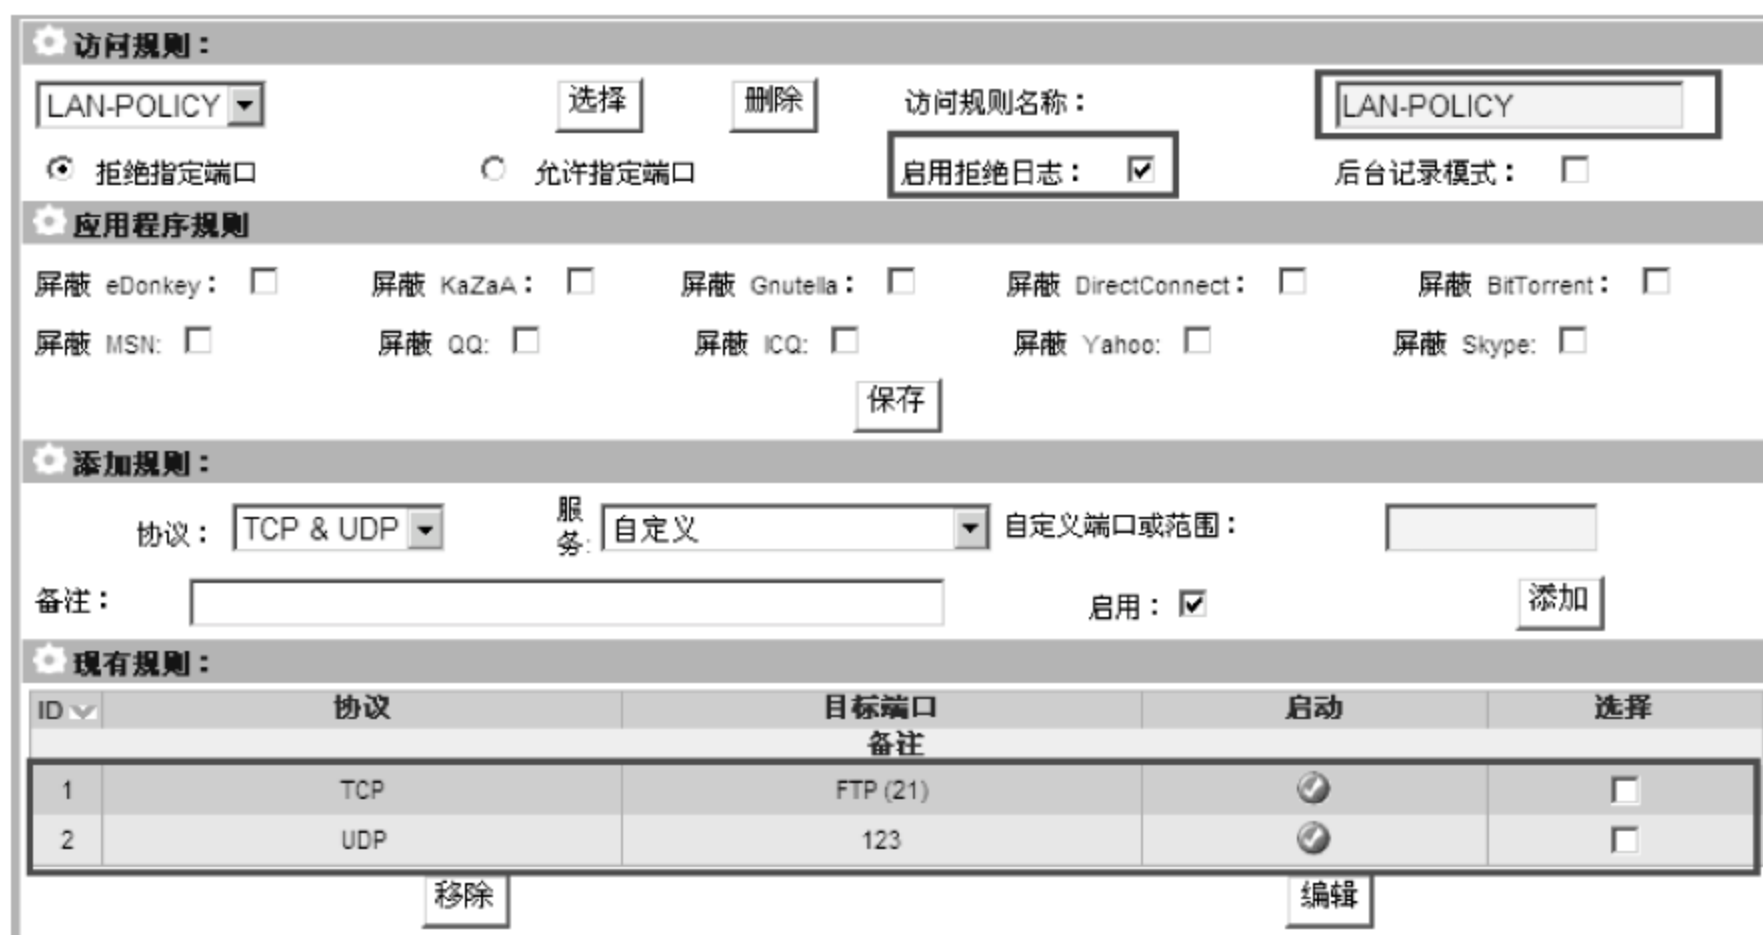 访问规则：
LAN-POLICY 选择 删除 访问规则名称： LAN-POLICY
拒绝指定端口 允许指定端口 启用拒绝日志： 后台记录模式：
应用程序规则
屏蔽 eDonkey： 屏蔽 KaZaA： 屏蔽 Gnutella： 屏蔽 DirectConnect： 屏蔽 BitTorrent：
屏蔽 MSN: 屏蔽 QQ: 屏蔽 ICQ: 屏蔽 Yahoo: 屏蔽 Skype:
保存
添加规则：
协议： TCP & UDP 服务: 自定义 自定义端口或范围：
备注： 启用： 添加
现有规则：
ID 协议 目标端口 启动 选择
备注
1 TCP FTP (21)
2 UDP 123
移除 编辑